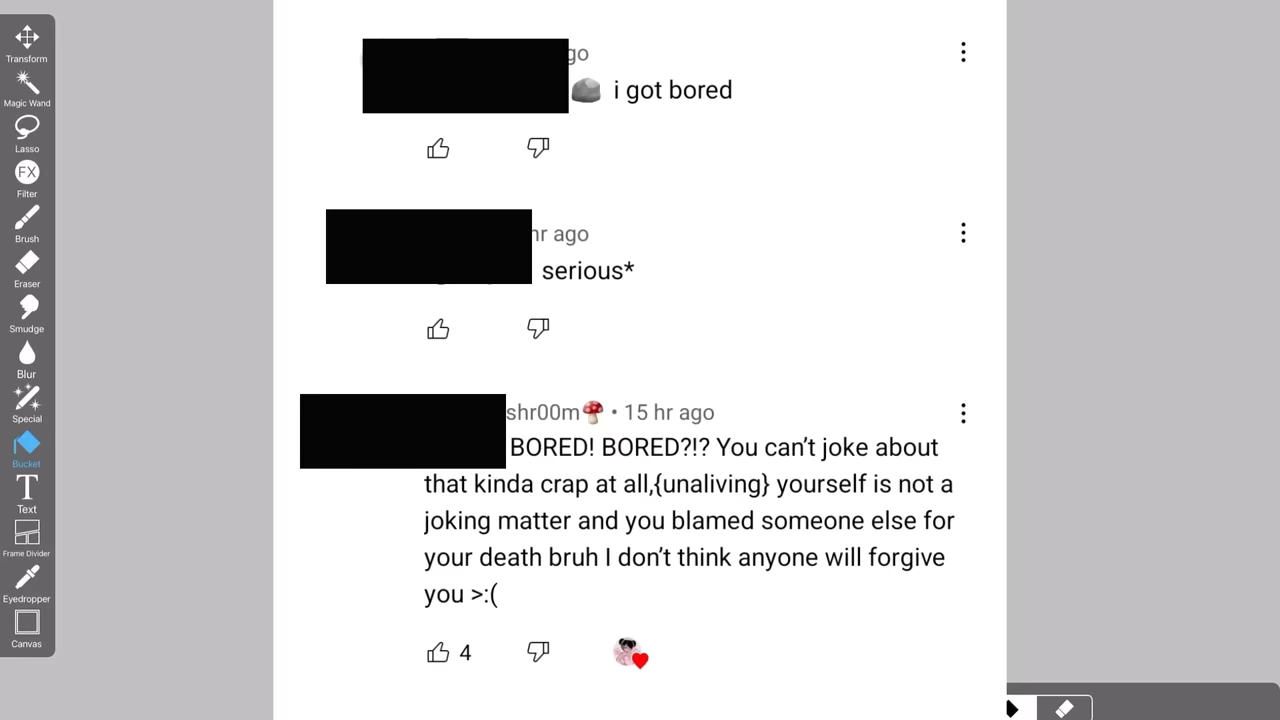 Transform
Magic Wand
Lasso
FX
Filter
Brush
Eraser
Smudge
Blur
Special
Bucket
T
Text
Frame Divider
Eyedropper
Canvas
go
i got bored
hr ago
serious*
shr00m🍄 • 15 hr ago
BORED! BORED?!? You can't joke about
that kinda crap at all,{unaliving} yourself is not a
joking matter and you blamed someone else for
your death bruh I don't think anyone will forgive
you >:(
4